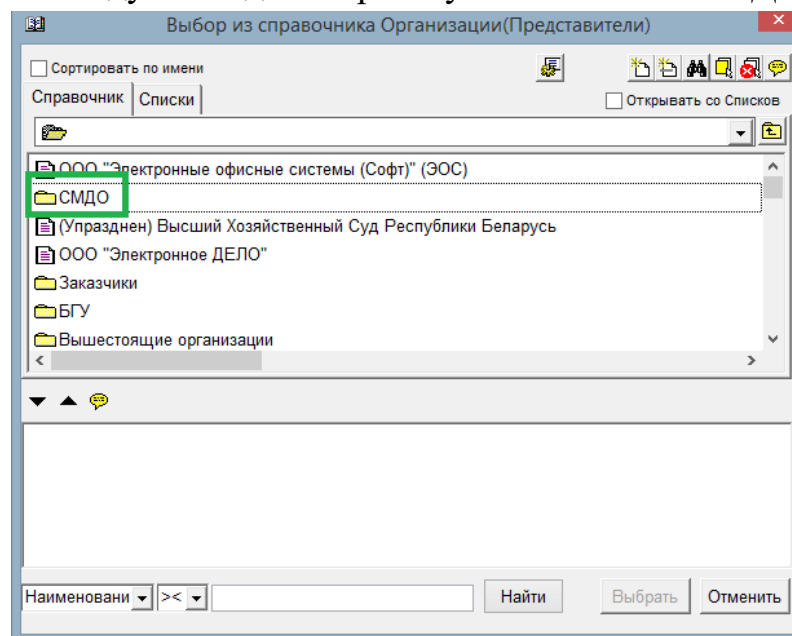 Выбор из справочника Организации(Представители)
Сортировать по имени
Справочник Списки
Открывать со Списков
ООО "Электронные офисные системы (Софт)" (ЭОС)
СМДО
(Упразднен) Высший Хозяйственный Суд Республики Беларусь
ООО "Электронное ДЕЛО"
Заказчики
БГУ
Вышестоящие организации
Наименовани >< Найти Выбрать Отменить